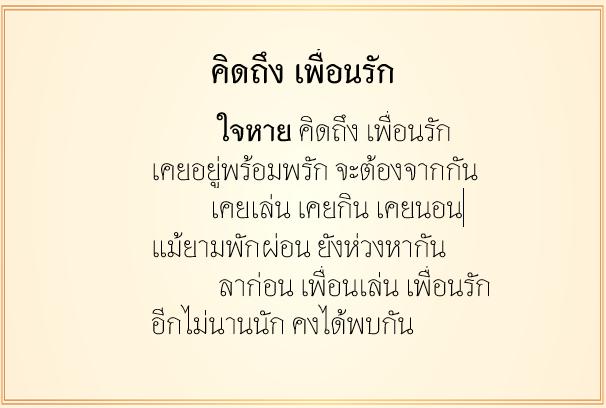 คิดถึง เพื่อนรัก
ใจหาย คิดถึง เพื่อนรัก
เคยอยู่พร้อมพรัก จะต้องจากกัน
เคยเล่น เคยกิน เคยนอน
แม้ยามพักผ่อน ยังห่วงหากัน
ลาก่อน เพื่อนเล่น เพื่อนรัก
อีกไม่นานนัก คงได้พบกัน